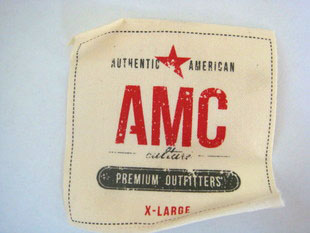 AUTHENTIC AMERICAN
AMC
culture
PREMIUM OUTFITTERS
X-LARGE